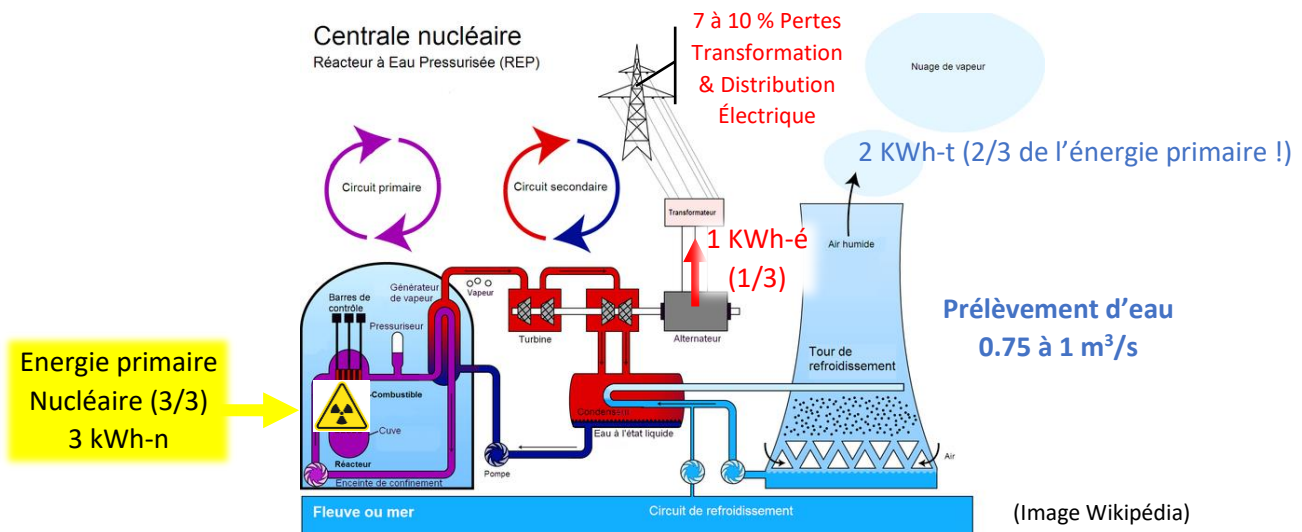 Centrale nucléaire
Réacteur à Eau Pressurisée (REP)
7 à 10 % Pertes
Transformation
& Distribution
Électrique
Nuage de vapeur
2 KWh-t (2/3 de l'énergie primaire !)
Circuit primaire
Circuit secondaire
Transformateur
1 KWh-é
(1/3)
Air humide
Générateur
de vapeur
Vapeur
Barres de
contrôle
Pressuriseur
Turbine
Alternateur
Prélèvement d'eau
0.75 à 1 m³/s
Tour de
refroidissement
Energie primaire
Nucléaire (3/3)
3 kWh-n
Combustible
Cuve
Réacteur
Enceinte de confinement
Eau à l'état liquide
Pompe
Air
Fleuve ou mer
Circuit de refroidissement
(Image Wikipédia)